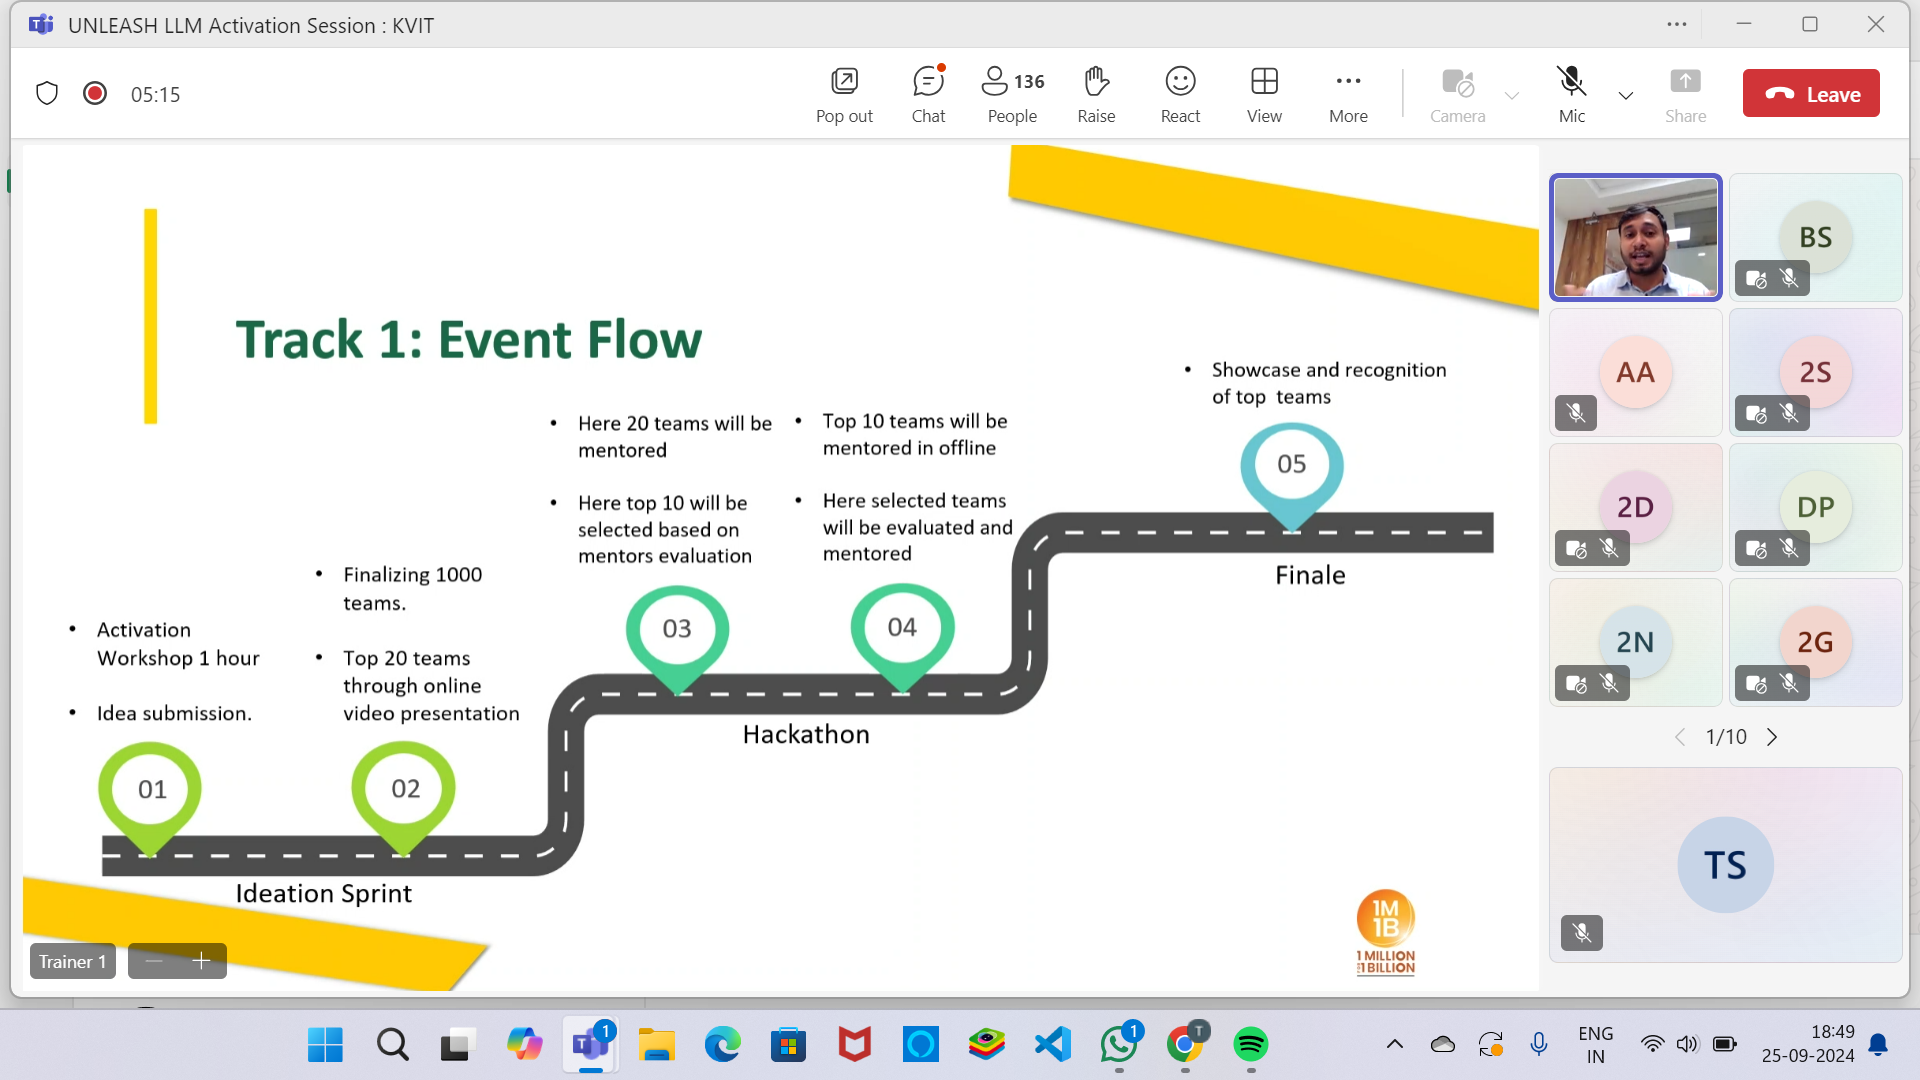 UNLEASH LLM Activation Session : KVIT
05:15
Pop out
Chat
136
People
Raise
React
View
More
Camera
Mic
Share
Leave
Track 1: Event Flow
• Activation
Workshop 1 hour
• Idea submission.
01
• Finalizing 1000
teams.
• Top 20 teams
through online
video presentation
02
Ideation Sprint
• Here 20 teams will be
mentored
• Here top 10 will be
selected based on
mentors evaluation
03
• Top 10 teams will be
mentored in offline
• Here selected teams
will be evaluated and
mentored
04
Hackathon
• Showcase and recognition
of top teams
05
Finale
1M
1B
1 MILLION
1 BILLION
Trainer 1
BS
AA
2S
2D
DP
2N
2G
1/10
TS
1
1
T
ENG
IN
18:49
25-09-2024